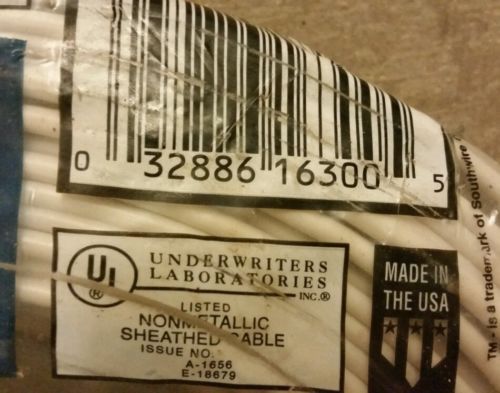 0 32886 16300 5
UL
®
UNDERWRITERS
LABORATORIES
INC.®
LISTED
NONMETALLIC
SHEATHED CABLE
ISSUE NO.
A-1656
E-18679
MADE IN
THE USA
TM - is a trademark of Southwire